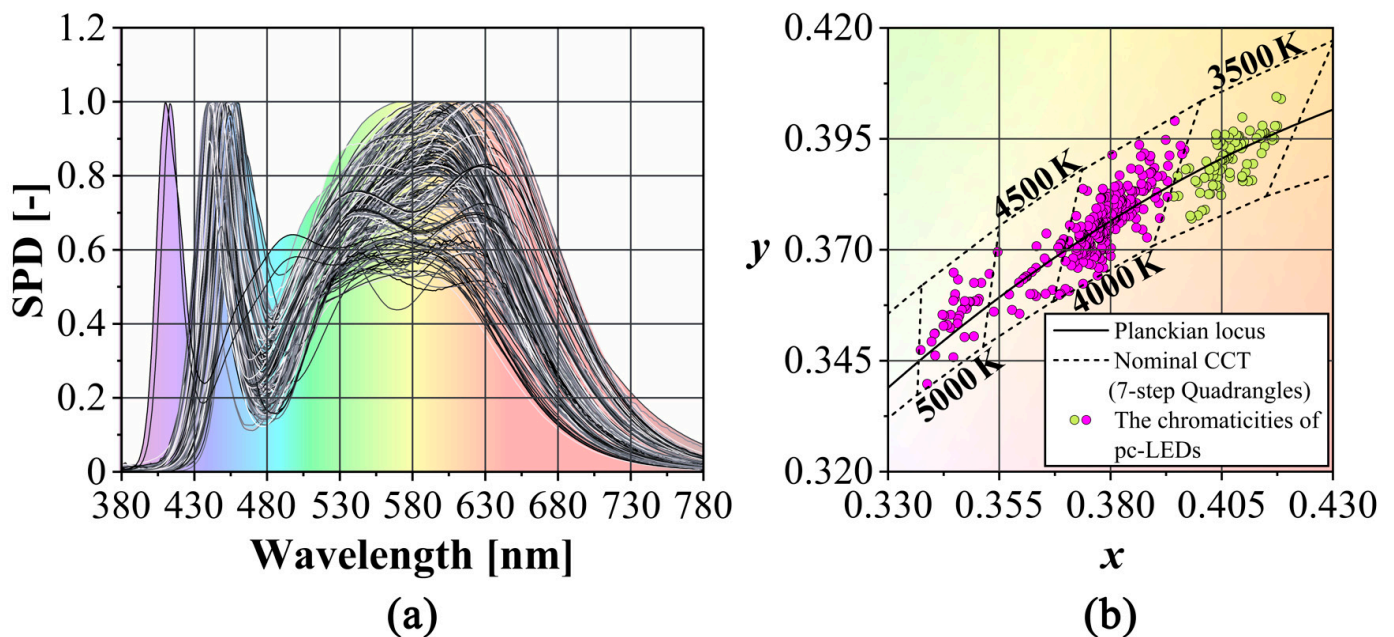 1.2
1.0
0.8
0.6
0.4
0.2
0
SPD [-]
380 430 480 530 580 630 680 730 780
Wavelength [nm]
(a)
0.420
0.395
0.370
0.345
0.320
y
3500 K
4500 K
4000 K
5000 K
Planckian locus
Nominal CCT
(7-step Quadrangles)
The chromaticities of
pc-LEDs
0.330 0.355 0.380 0.405 0.430
x
(b)